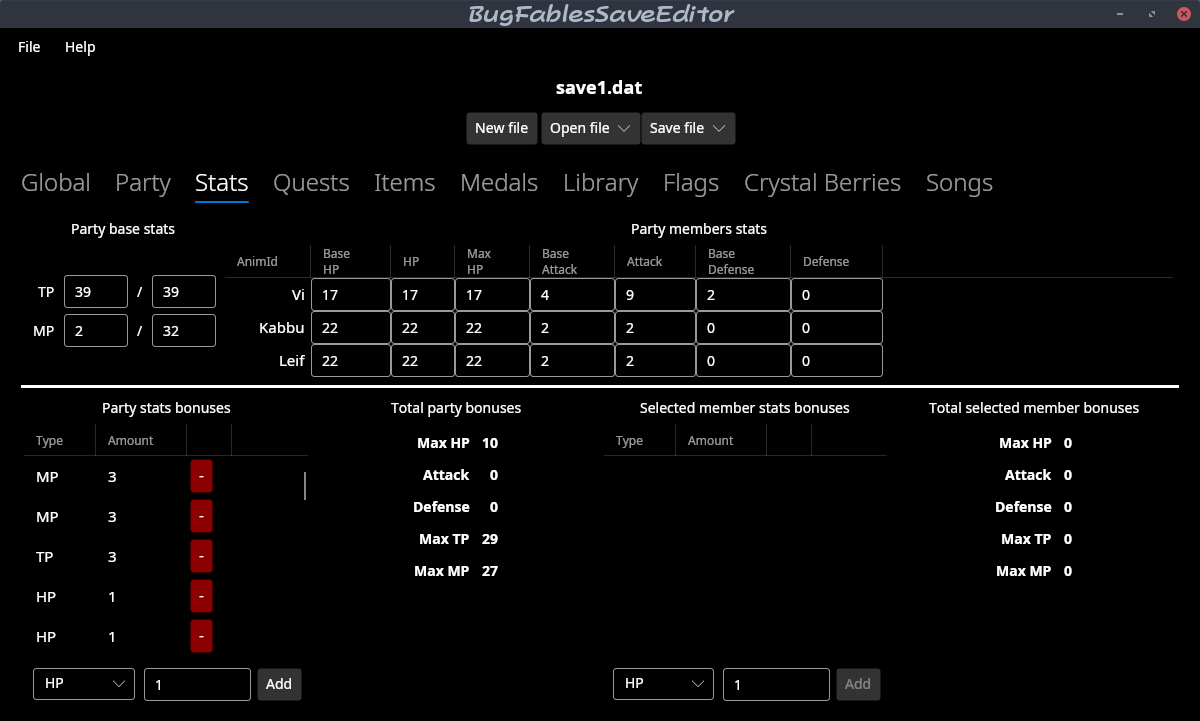 BugFablesSaveEditor
File Help
save1.dat
New file Open file Save file
Global Party Stats Quests Items Medals Library Flags Crystal Berries Songs
Party base stats
TP 39 / 39
MP 2 / 32
Party members stats
AnimId Base HP HP Max HP Base Attack Attack Base Defense Defense
Vi 17 17 17 4 9 2 0
Kabbu 22 22 22 2 2 0 0
Leif 22 22 22 2 2 0 0
Party stats bonuses
Type Amount
MP 3 -
MP 3 -
TP 3 -
HP 1 -
HP 1 -
HP 1 Add
Total party bonuses
Max HP 10
Attack 0
Defense 0
Max TP 29
Max MP 27
Selected member stats bonuses
Type Amount
HP 1 Add
Total selected member bonuses
Max HP 0
Attack 0
Defense 0
Max TP 0
Max MP 0